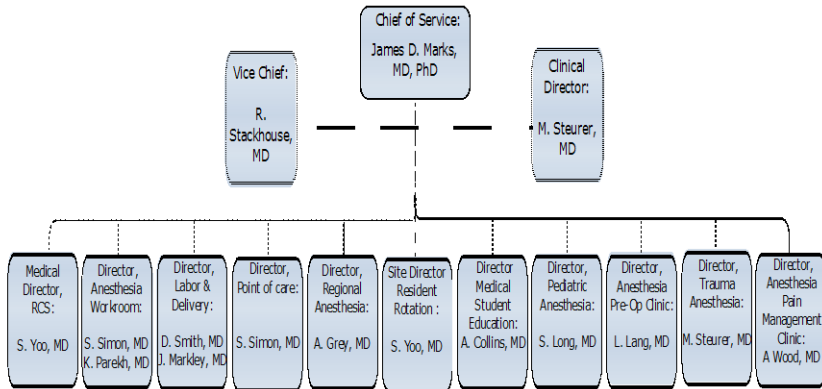 Chief of Service:
James D. Marks,
MD, PhD
Vice Chief:
R.
Stackhouse,
MD
Clinical
Director:
M. Steurer,
MD
Medical
Director,
RCS:
S. Yoo, MD
Director,
Anesthesia
Workroom:
S. Simon, MD
K. Parekh, MD
Director,
Labor &
Delivery:
D. Smith, MD
J. Markley, MD
Director,
Point of care:
S. Simon, MD
Director,
Regional
Anesthesia:
A. Grey, MD
Site Director
Resident
Rotation :
S. Yoo, MD
Director
Medical
Student
Education:
A. Collins, MD
Director,
Pediatric
Anesthesia:
S. Long, MD
Director,
Anesthesia
Pre-Op Clinic:
L. Lang, MD
Director,
Trauma
Anesthesia:
M. Steurer, MD
Director,
Anesthesia
Pain
Management
Clinic:
A Wood, MD